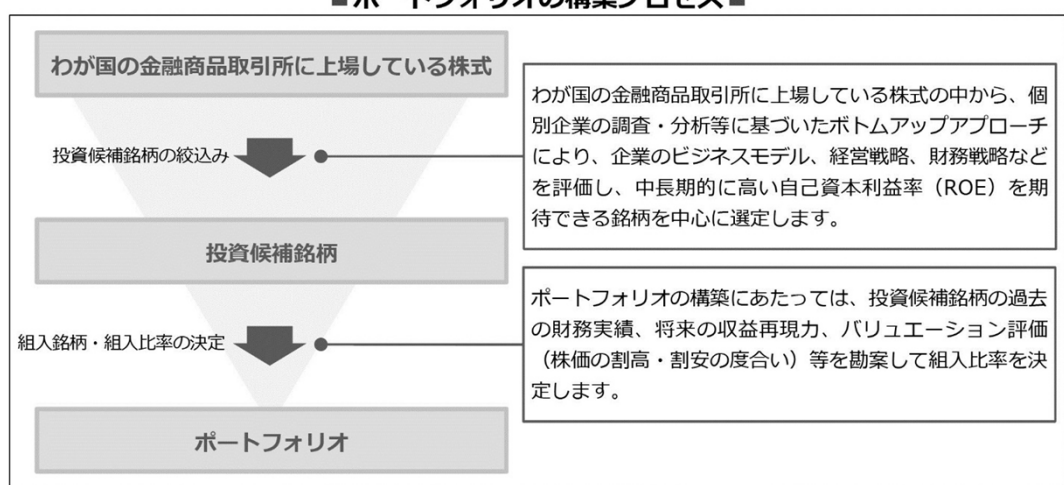 ■ポートフォリオの構築プロセス■
わが国の金融商品取引所に上場している株式
投資候補銘柄の絞込み
わが国の金融商品取引所に上場している株式の中から、個
別企業の調査・分析等に基づいたボトムアップアプローチ
により、企業のビジネスモデル、経営戦略、財務戦略など
を評価し、中長期的に高い自己資本利益率（ROE）を期
待できる銘柄を中心に選定します。
投資候補銘柄
組入銘柄・組入比率の決定
ポートフォリオの構築にあたっては、投資候補銘柄の過去
の財務実績、将来の収益再現力、バリュエーション評価
（株価の割高・割安の度合い）等を勘案して組入比率を決
定します。
ポートフォリオ